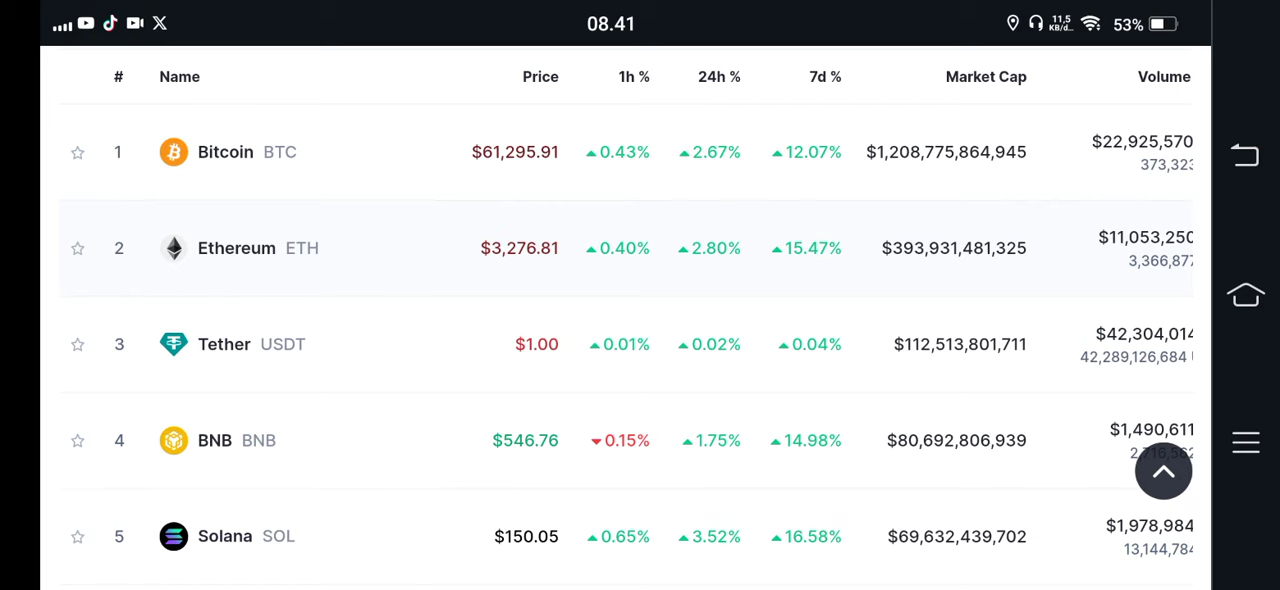 08.41 11,5 KB/d... 53%
# Name Price 1h % 24h % 7d % Market Cap Volume
1 Bitcoin BTC $61,295.91 0.43% 2.67% 12.07% $1,208,775,864,945 $22,925,570
373,323
2 Ethereum ETH $3,276.81 0.40% 2.80% 15.47% $393,931,481,325 $11,053,250
3,366,877
3 Tether USDT $1.00 0.01% 0.02% 0.04% $112,513,801,711 $42,304,014
42,289,126,684
4 BNB BNB $546.76 0.15% 1.75% 14.98% $80,692,806,939 $1,490,611
2,716,562
5 Solana SOL $150.05 0.65% 3.52% 16.58% $69,632,439,702 $1,978,984
13,144,784